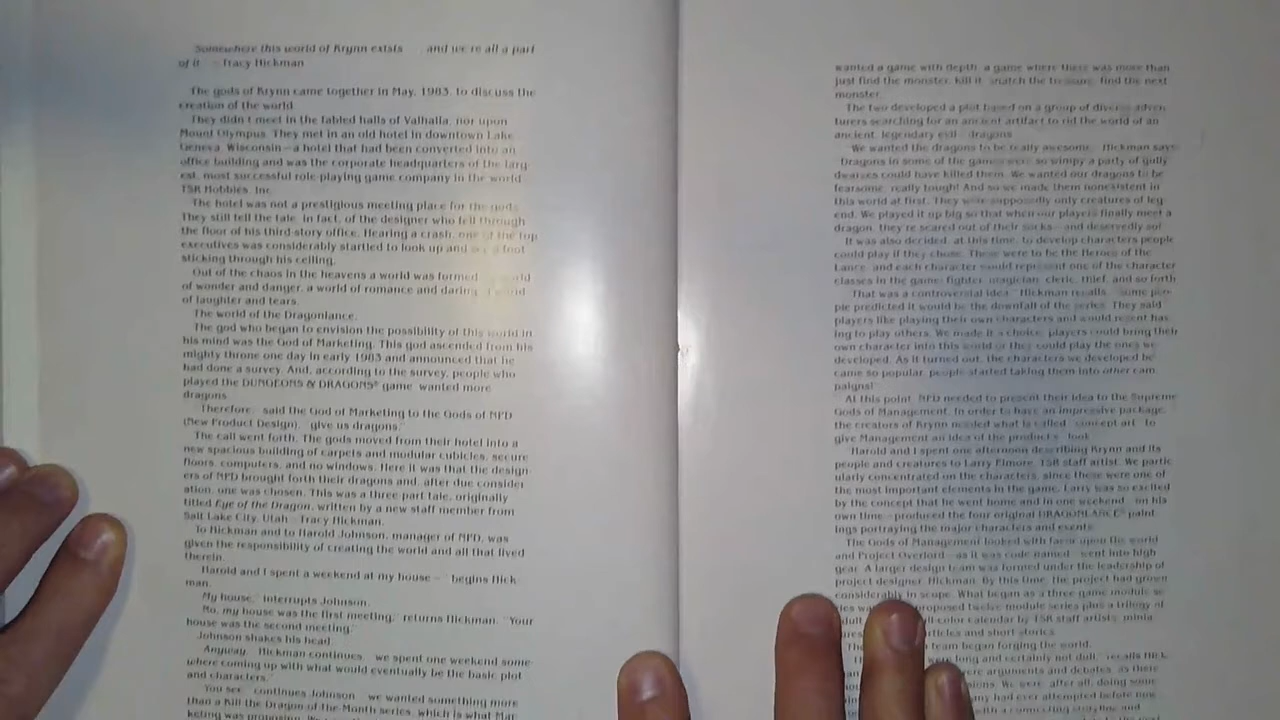 Somewhere this world of Krynn exists . . . and we're all a part
of it. —Tracy Hickman
The gods of Krynn came together in May, 1983, to discuss the
creation of the world.
They didn't meet in the fabled halls of Valhalla, nor upon
Mount Olympus. They met in an old hotel in downtown Lake
Geneva, Wisconsin—a hotel that had been converted into an
office building and was the corporate headquarters of the larg-
est, most successful role-playing game company in the world
TSR Hobbies, Inc.
The hotel was not a prestigious meeting place for the gods.
They still tell the tale, in fact, of the designer who fell through
the floor of his third-story office. Hearing a crash, one of the top
executives was considerably startled to look up and see a foot
sticking through his ceiling.
Out of the chaos in the heavens a world was formed a world
of wonder and danger, a world of romance and daring, a world
of laughter and tears.
The world of the Dragonlance.
The god who began to envision the possibility of this world in
his mind was the God of Marketing. This god ascended from his
mighty throne one day in early 1983 and announced that he
had done a survey. And, according to the survey, people who
played the DUNGEONS & DRAGONS® game wanted more
dragons.
"Therefore," said the God of Marketing to the Gods of NPD
(New Product Design), "give us dragons."
The call went forth. The gods moved from their hotel into a
new spacious building of carpets and modular cubicles, secure
floors, computers, and no windows. Here it was that the design-
ers of NPD brought forth their dragons and, after due consider-
ation, one was chosen. This was a three-part tale, originally
titled Eye of the Dragon, written by a new staff member from
Salt Lake City, Utah—Tracy Hickman.
To Hickman and to Harold Johnson, manager of NPD, was
given the responsibility of creating the world and all that lived
therein.
"Harold and I spent a weekend at my house—" begins Hick-
man.
"My house," interrupts Johnson.
"No, my house was the first meeting," returns Hickman. "Your
house was the second meeting."
Johnson shakes his head.
"Anyway," Hickman continues, "we spent one weekend some-
where coming up with what would eventually be the basic plot
and characters."
"You see," continues Johnson, "we wanted something more
than a Kill the Dragon of the Month series, which is what Mar-
keting was
wanted a game with depth, a game where there was more than
just find the monster, kill it, snatch the treasure, find the next
monster."
The two developed a plot based on a group of diverse adven-
turers searching for an ancient artifact to rid the world of an
ancient, legendary evil—dragons.
"We wanted the dragons to be really awesome," Hickman says.
"Dragons in some of the games were so wimpy a party of gully
dwarves could have killed them. We wanted our dragons to be
fearsome, really tough! And so we made them nonexistent in
this world at first. They were supposedly only creatures of leg-
end. We played it up big so that when our players finally meet a
dragon, they're scared out of their socks—and deservedly so!"
It was also decided, at this time, to develop characters people
could play if they chose. These were to be the Heroes of the
Lance, and each character would represent one of the character
classes in the game: fighter, magician, cleric, thief, and so forth.
"That was a controversial idea," Hickman recalls. "Some peo-
ple predicted it would be the downfall of the series. They said
players like playing their own characters and would resent hav-
ing to play others. We made it a choice, players could bring their
own character into this world or they could play the ones we
developed. As it turned out, the characters we developed be-
came so popular, people started taking them into other cam-
paigns!"
At this point, NPD needed to present their idea to the Supreme
Gods of Management. In order to have an impressive package,
the creators of Krynn needed what is called "concept art" to
give Management an idea of the product's "look."
"Harold and I spent one afternoon describing Krynn and its
people and creatures to Larry Elmore, TSR staff artist. We partic-
ularly concentrated on the characters, since these were one of
the most important elements in the game. Larry was so excited
by the concept that he went home and in one weekend—on his
own time—produced the four original DRAGONLANCE® paint-
ings portraying the major characters and events."
The Gods of Management looked with favor upon the world
and Project Overlord—as it was code-named—went into high
gear. A larger design team was formed under the leadership of
project designer, Hickman. By this time, the project had grown
considerably in scope. What began as a three game module se-
ries proposed twelve module series plus a trilogy of
color calendar by TSR staff artists, minia-
articles and short stories.
team began forging the world.
were long and certainly not dull," recalls Hick-
were arguments and debates, as there
We were, after all, doing some-
had ever attempted before now